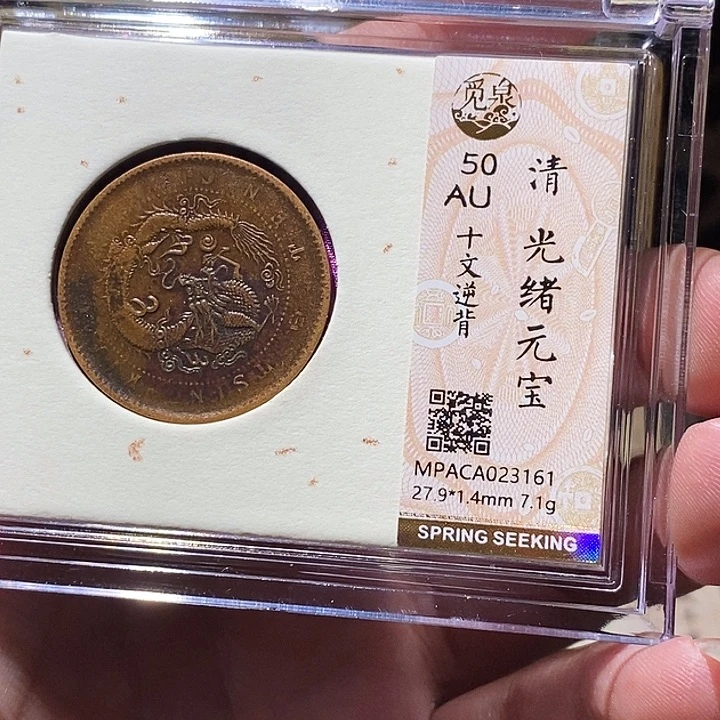 觅泉
50
AU
清 光绪元宝
十文逆背
MPACA023161
27.9*1.4mm 7.1g
SPRING SEEKING